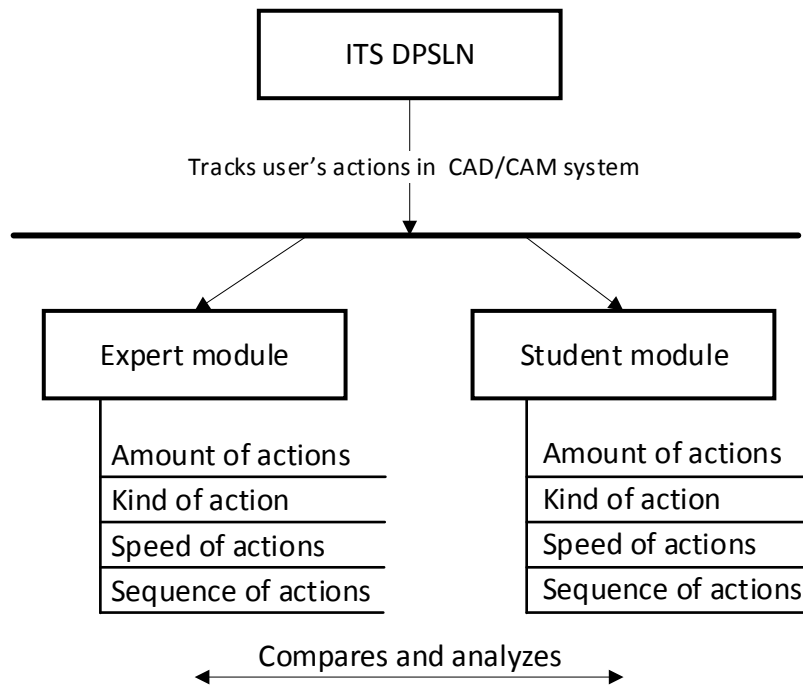 ITS DPSLN
Tracks user's actions in CAD/CAM system
Expert module
Amount of actions
Kind of action
Speed of actions
Sequence of actions
Student module
Amount of actions
Kind of action
Speed of actions
Sequence of actions
Compares and analyzes